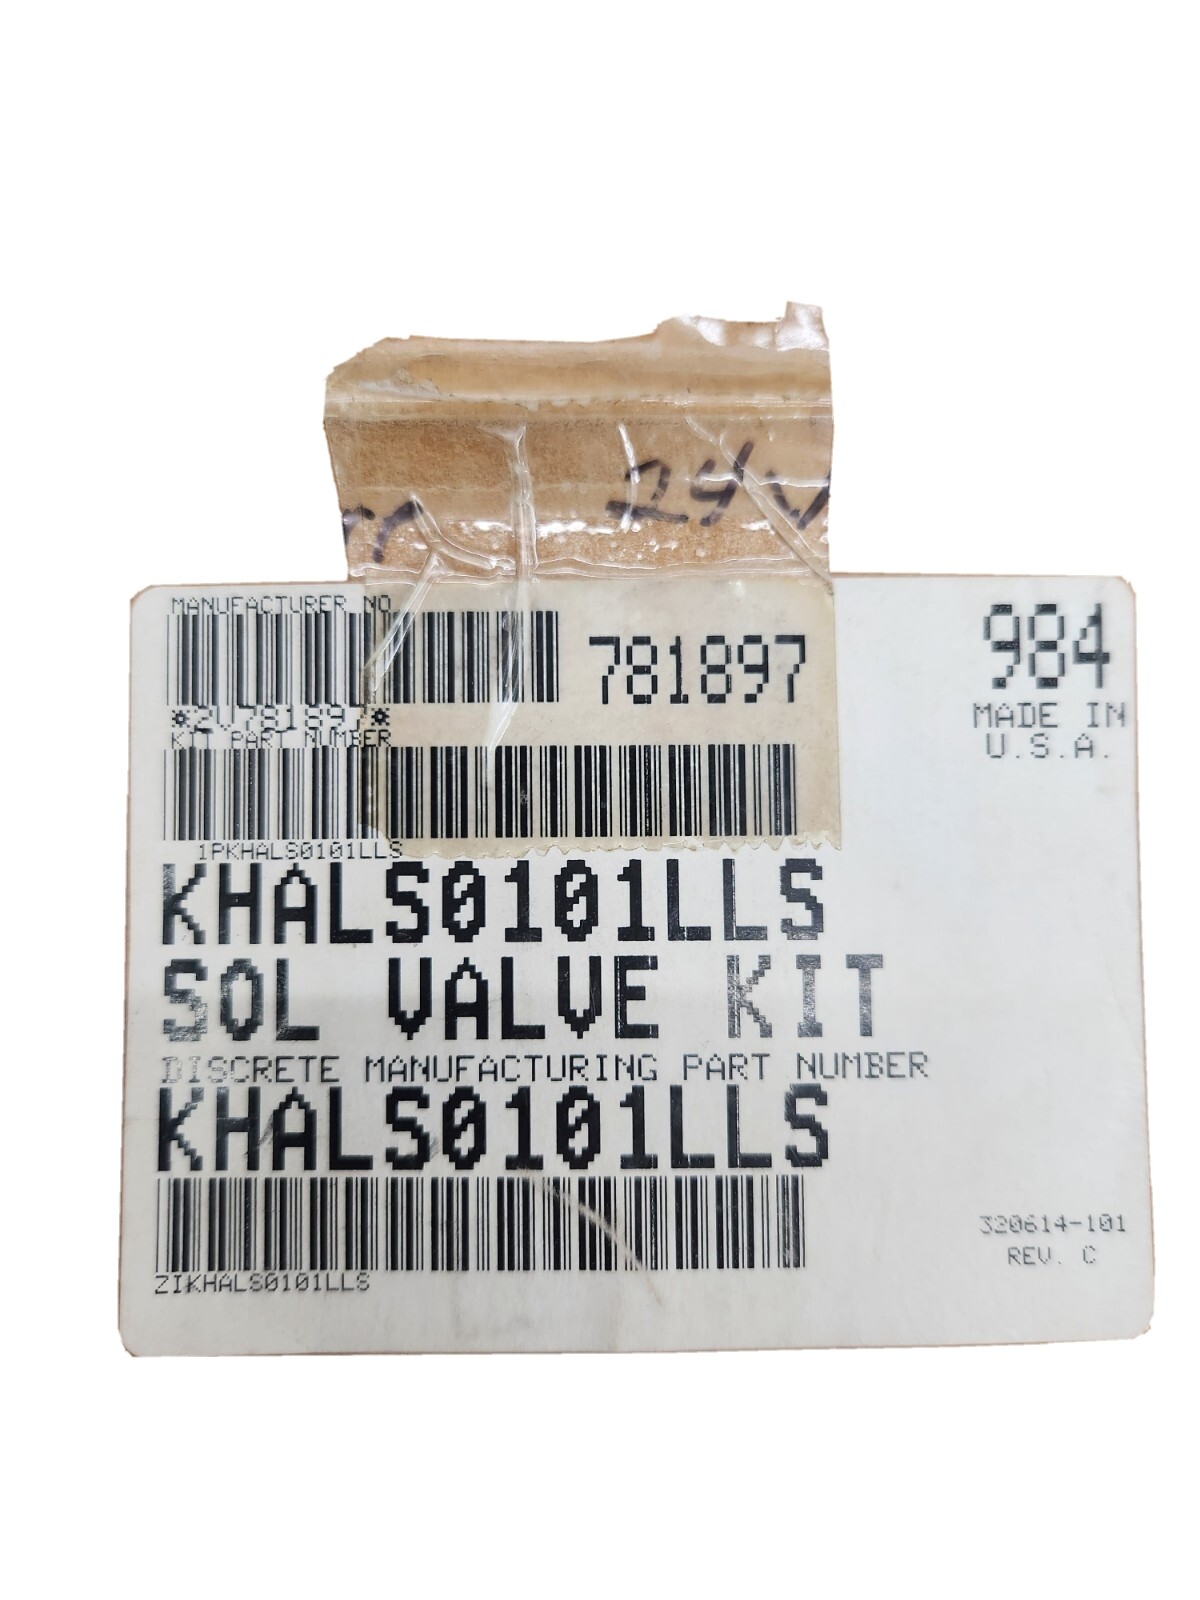 24V
MANUFACTURER NO
781897
984
MADE IN
U.S.A.
*2V781897*
KIT PART NUMBER
1PKHALS0101LLS
KHALS0101LLS
SOL VALVE KIT
DISCRETE MANUFACTURING PART NUMBER
KHALS0101LLS
320614-101
REV. C
ZIKHALS0101LLS